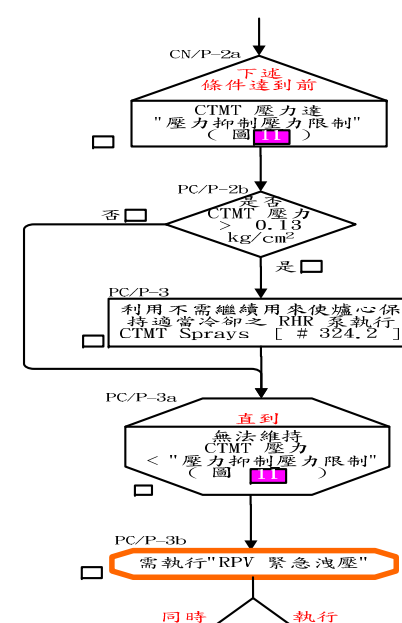 CN/P-2a
下述
條件達到前
CTMT 壓力達
"壓力抑制壓力限制"
( 圖 11 )
PC/P-2b
是否
CTMT 壓力
> 0.13
kg/cm²
否
是
PC/P-3
利用不需繼續用來使爐心保
持適當冷卻之 RHR 泵執行
CTMT Sprays [ # 324.2 ]
PC/P-3a
直到
無法維持
CTMT 壓力
< "壓力抑制壓力限制"
( 圖 11 )
PC/P-3b
需執行"RPV 緊急洩壓"
同時 執行